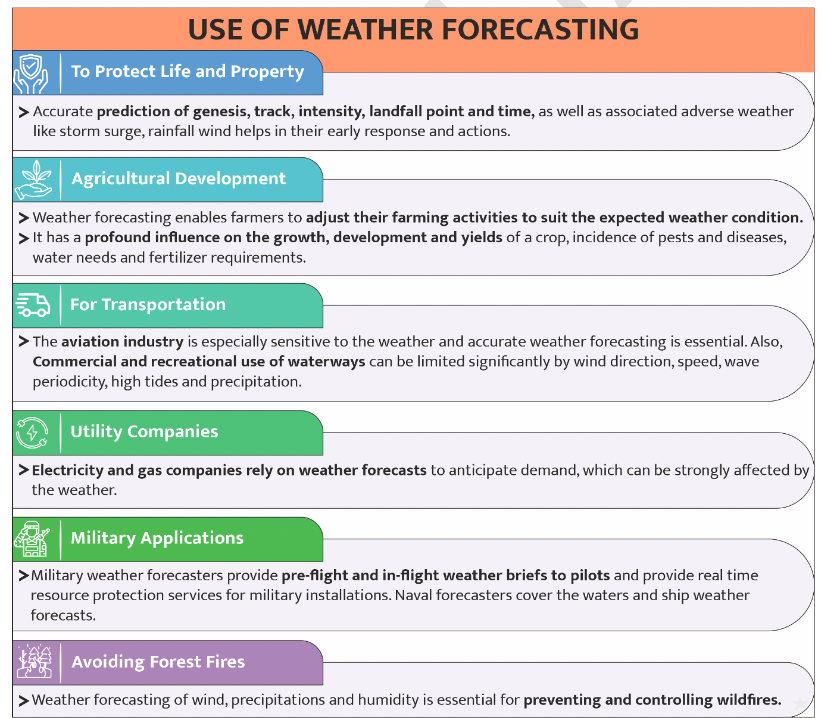 USE OF WEATHER FORECASTING
To Protect Life and Property
Accurate prediction of genesis, track, intensity, landfall point and time, as well as associated adverse weather
like storm surge, rainfall wind helps in their early response and actions.
Agricultural Development
Weather forecasting enables farmers to adjust their farming activities to suit the expected weather condition.
It has a profound influence on the growth, development and yields of a crop, incidence of pests and diseases,
water needs and fertilizer requirements.
For Transportation
The aviation industry is especially sensitive to the weather and accurate weather forecasting is essential. Also,
Commercial and recreational use of waterways can be limited significantly by wind direction, speed, wave
periodicity, high tides and precipitation.
Utility Companies
Electricity and gas companies rely on weather forecasts to anticipate demand, which can be strongly affected by
the weather.
Military Applications
Military weather forecasters provide pre-flight and in-flight weather briefs to pilots and provide real time
resource protection services for military installations. Naval forecasters cover the waters and ship weather
forecasts.
Avoiding Forest Fires
Weather forecasting of wind, precipitations and humidity is essential for preventing and controlling wildfires.